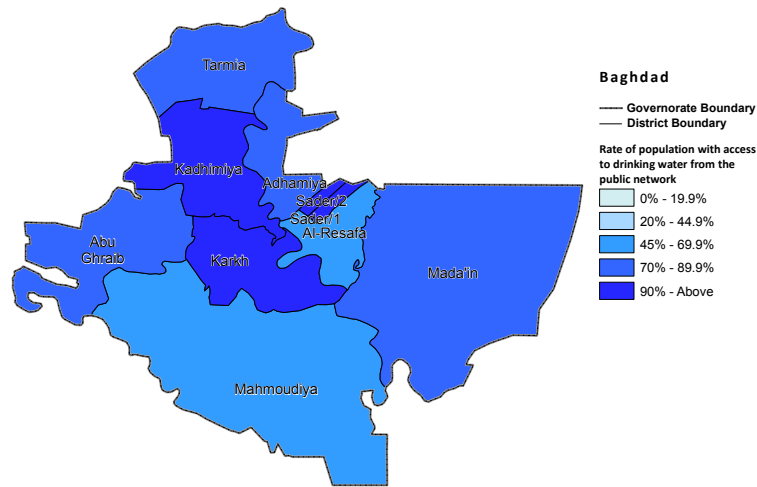 Baghdad
Governorate Boundary
District Boundary
Rate of population with access
to drinking water from the
public network
0% - 19.9%
20% - 44.9%
45% - 69.9%
70% - 89.9%
90% - Above
Tarmia
Kadhimiya
Adhamiya
Sader/2
Sader/1
Al-Resafa
Abu
Ghraib
Karkh
Mada'in
Mahmoudiya